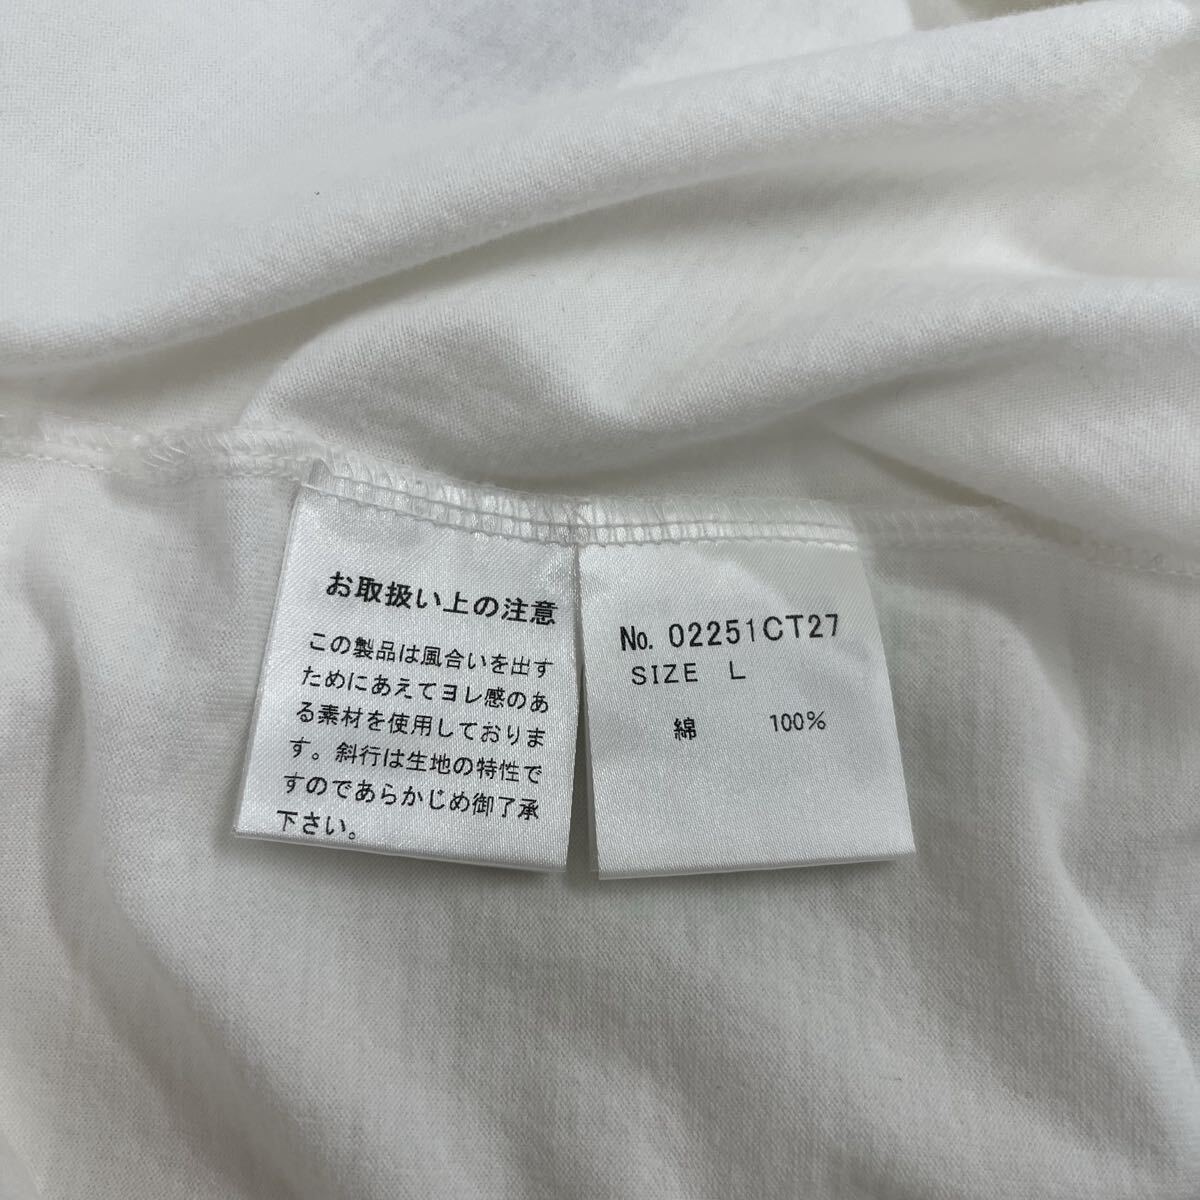 お取扱い上の注意
この製品は風合いを出す
ためにあえてヨレ感のあ
る素材を使用しておりま
す。斜行は生地の特性で
すのであらかじめ御了承
下さい。
No. 02251CT27
SIZE L
綿 100%